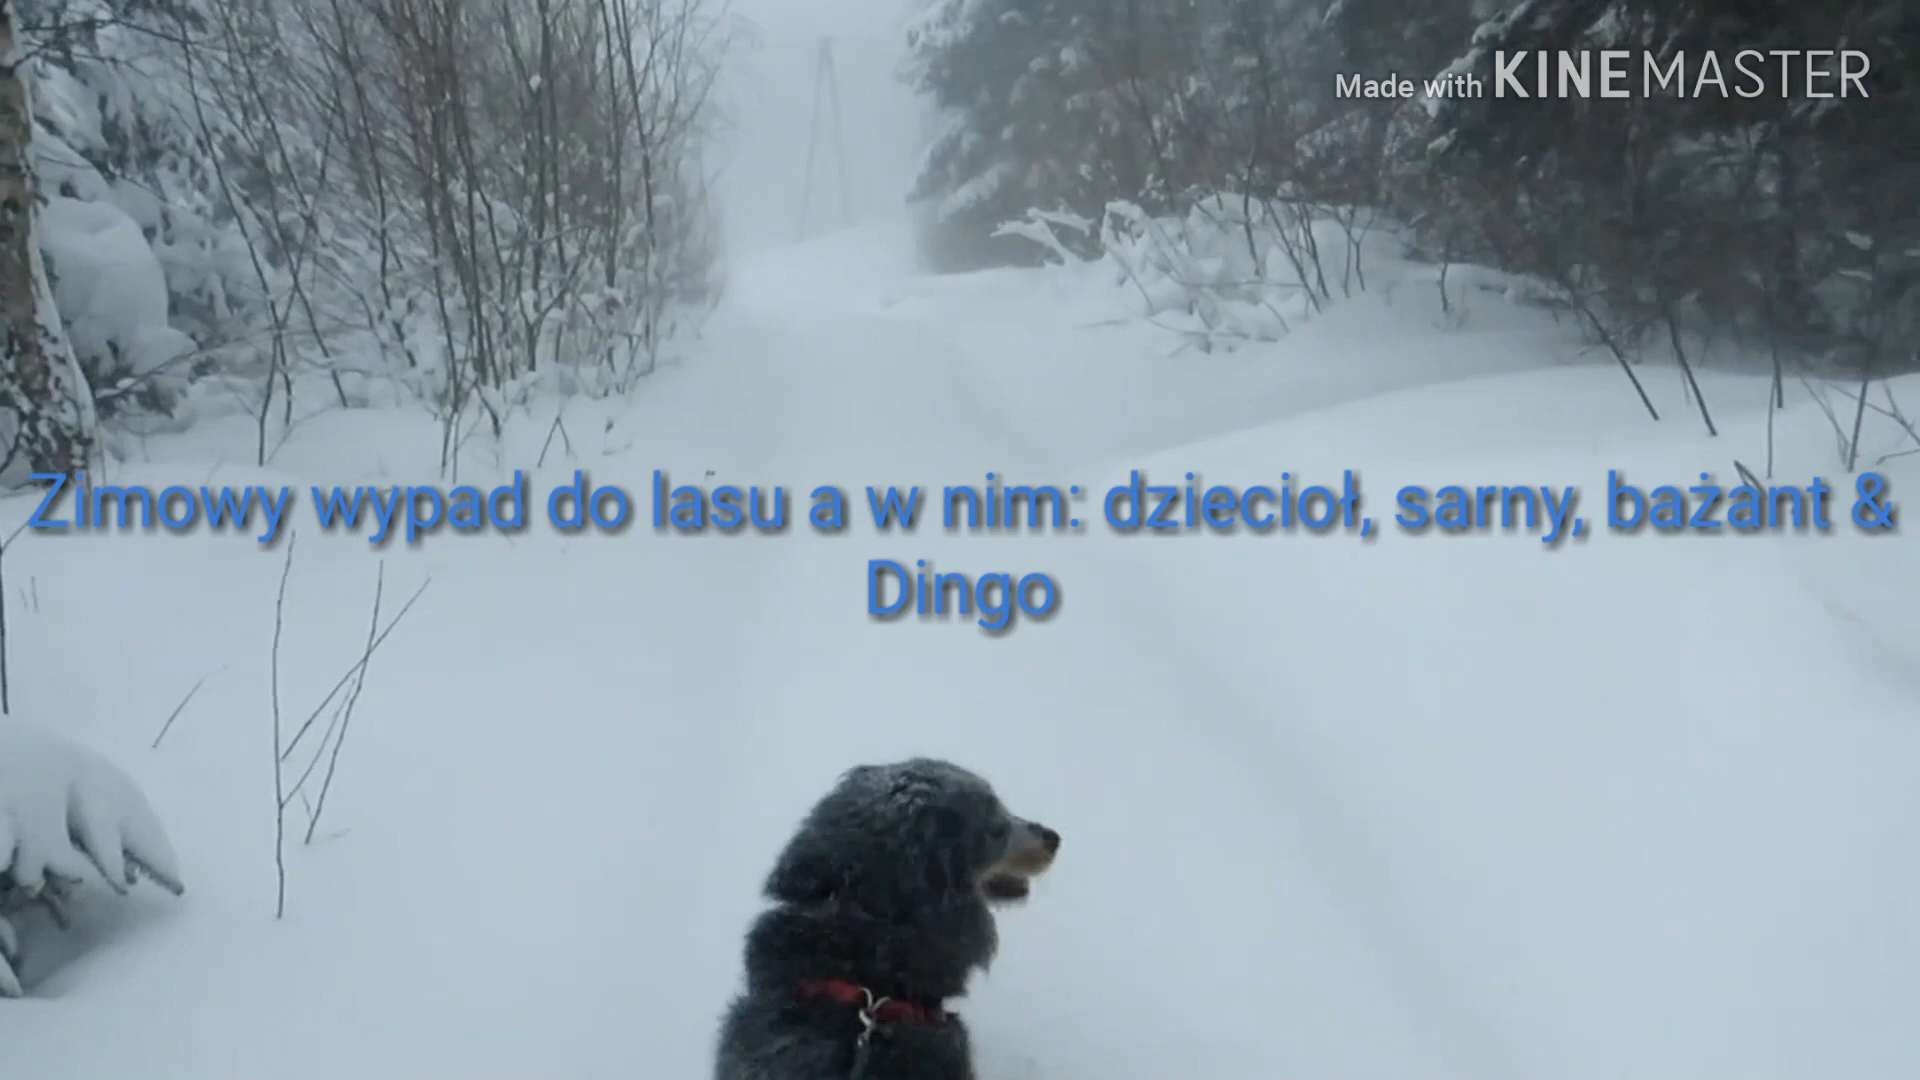 Made with KINEMASTER
Zimowy wypad do lasu a w nim: dzięcioł, sarny, bażant &
Dingo